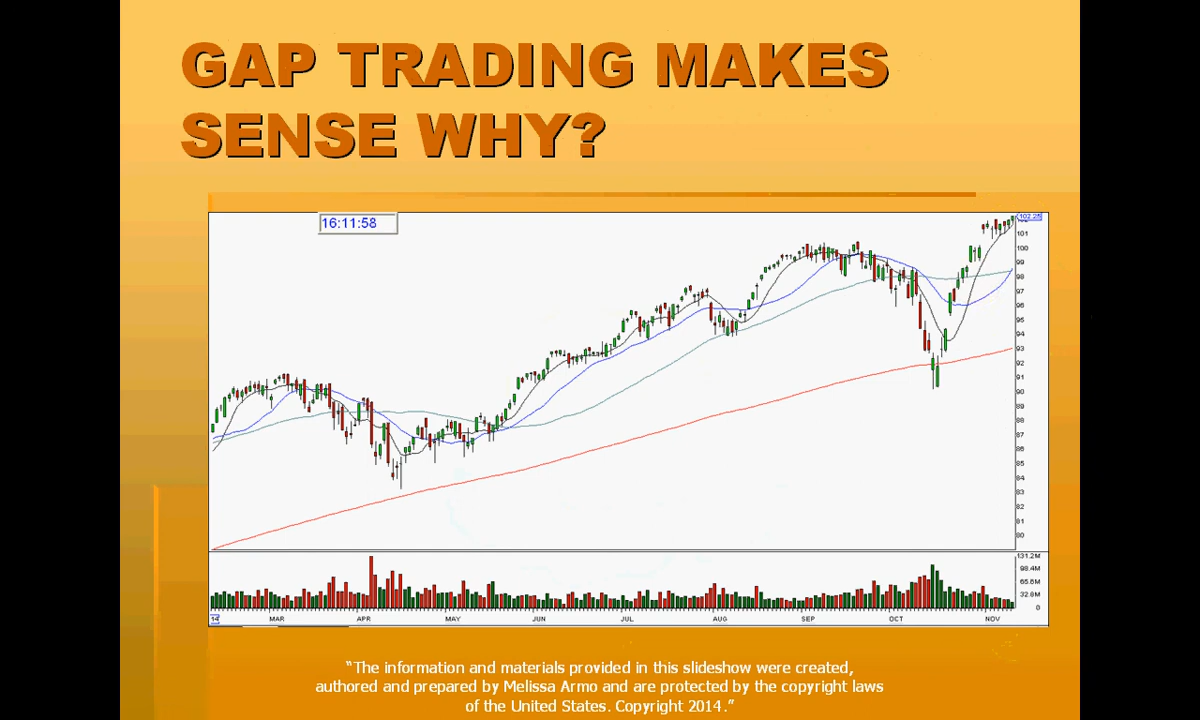 GAP TRADING MAKES
SENSE WHY?
16:11:58
102.25
101
100
99
98
97
96
95
94
93
92
91
90
89
88
87
86
85
84
83
82
81
80
131.2M
98.4M
65.6M
32.8M
0
14 MAR APR MAY JUN JUL AUG SEP OCT NOV
“The information and materials provided in this slideshow were created,
authored and prepared by Melissa Armo and are protected by the copyright laws
of the United States. Copyright 2014.”